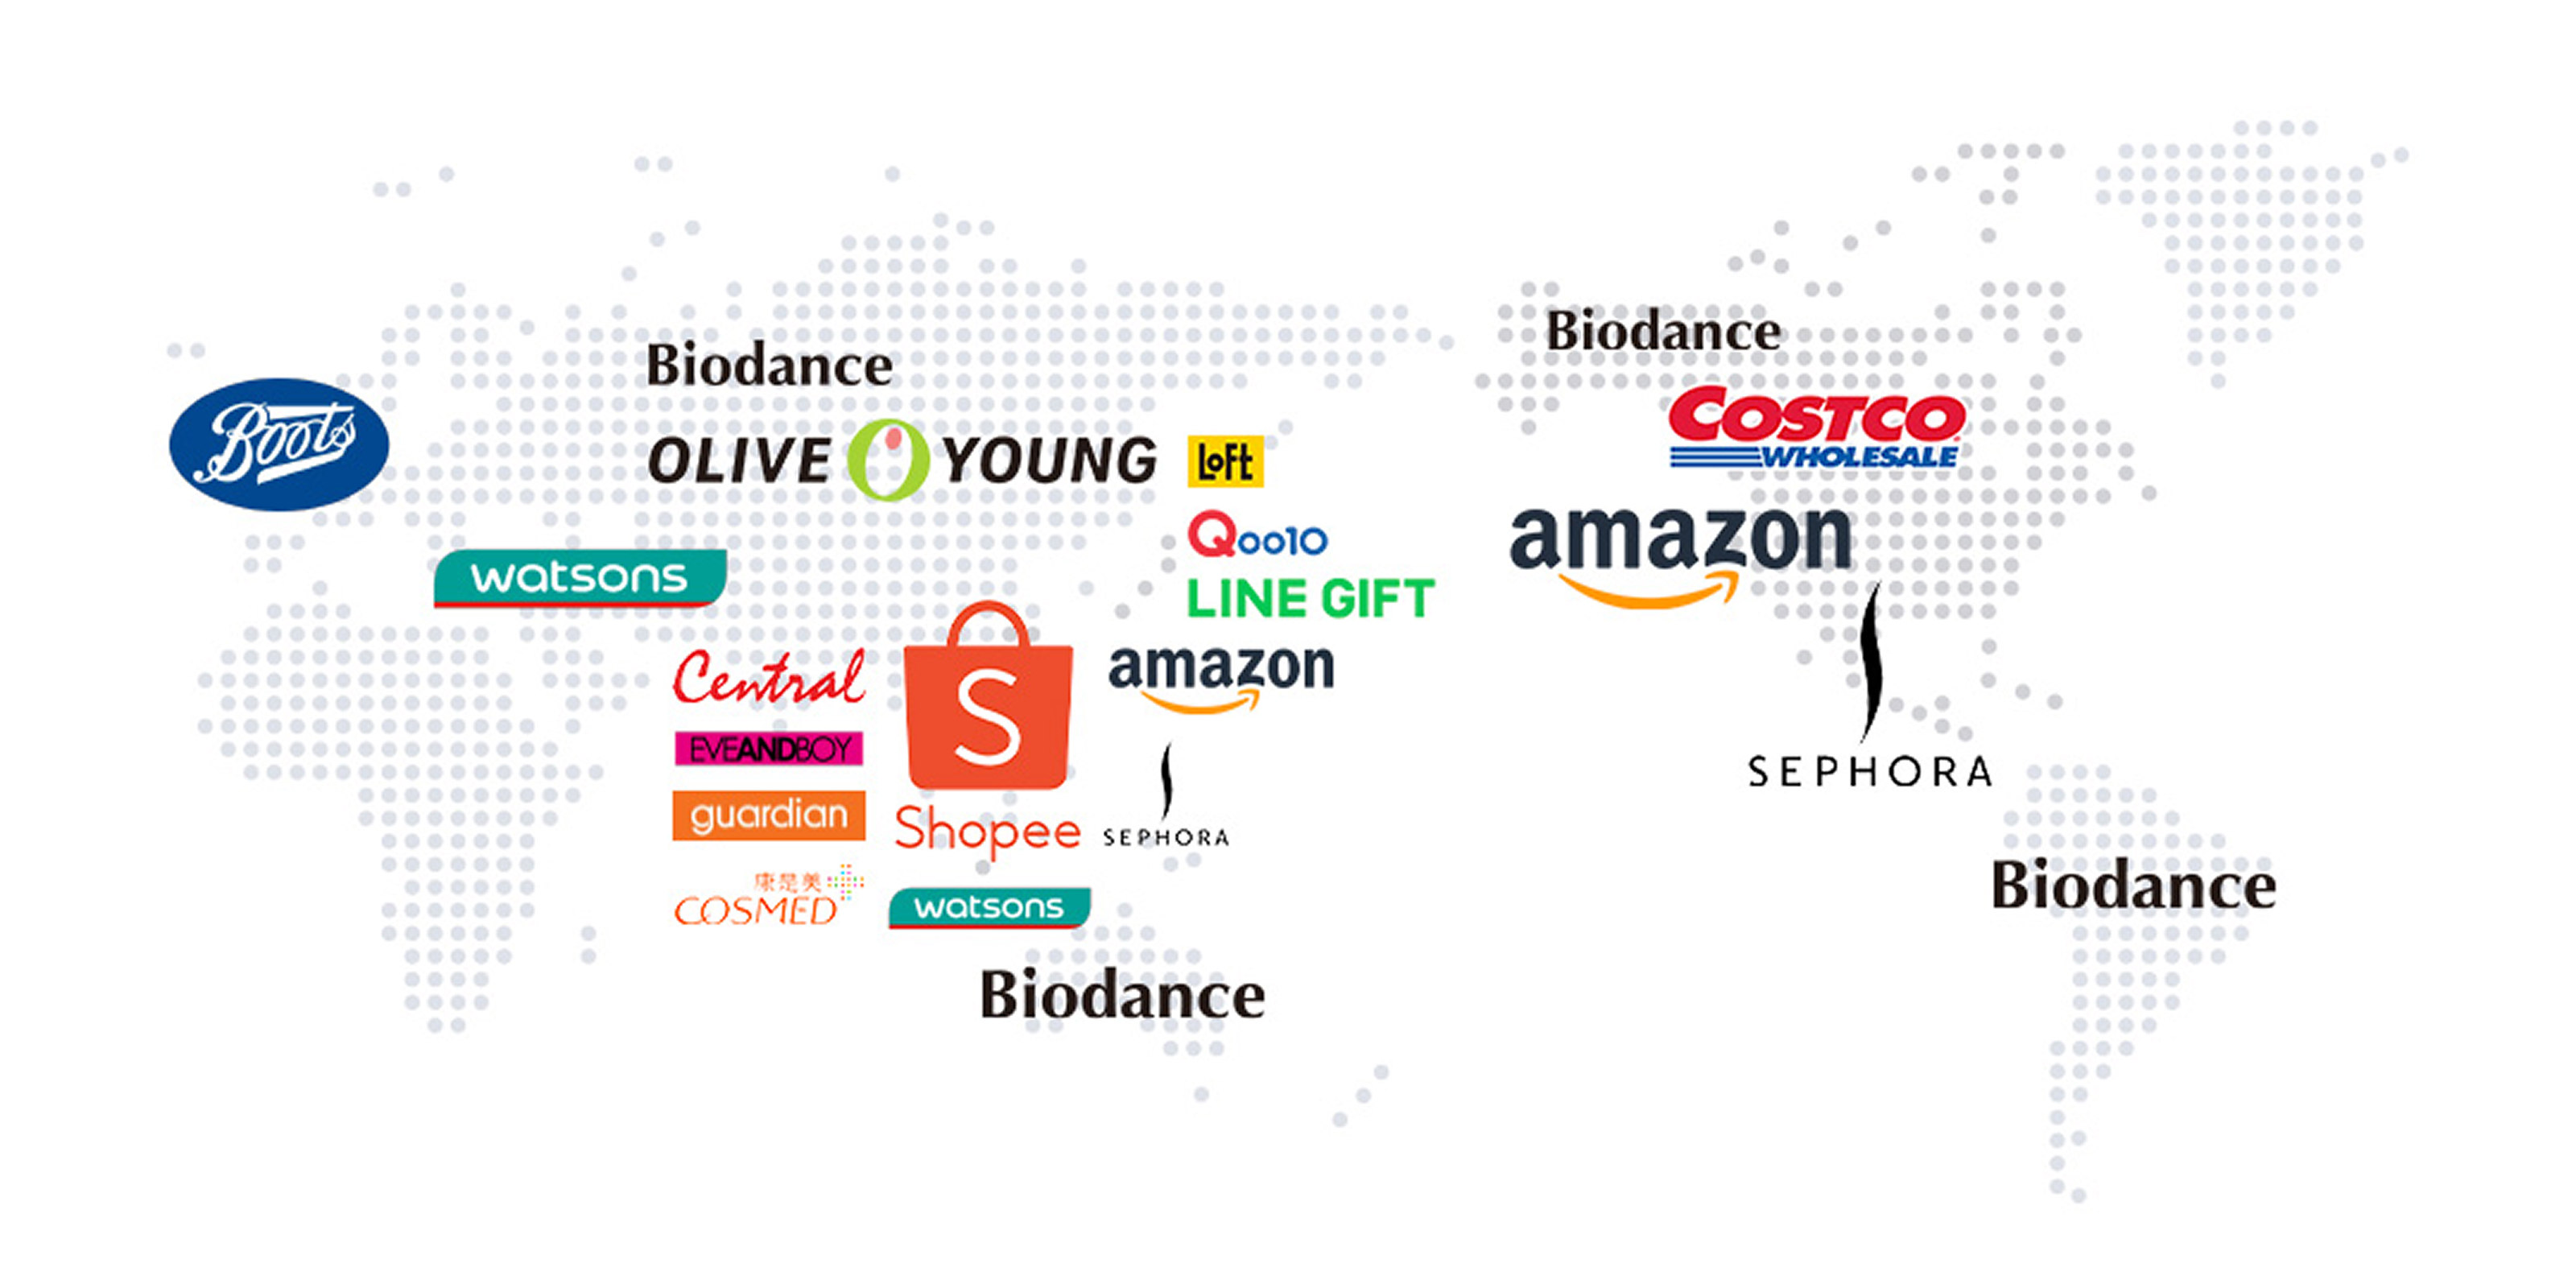 Biodance
Boots
OLIVE YOUNG
LOFT
Qoo10
LINE GIFT
watsons
amazon
Central
S
Shopee
EVEANDBOY
guardian
SEPHORA
康是美
COSMED
watsons
Biodance
Biodance
COSTCO
WHOLESALE
amazon
SEPHORA
Biodance